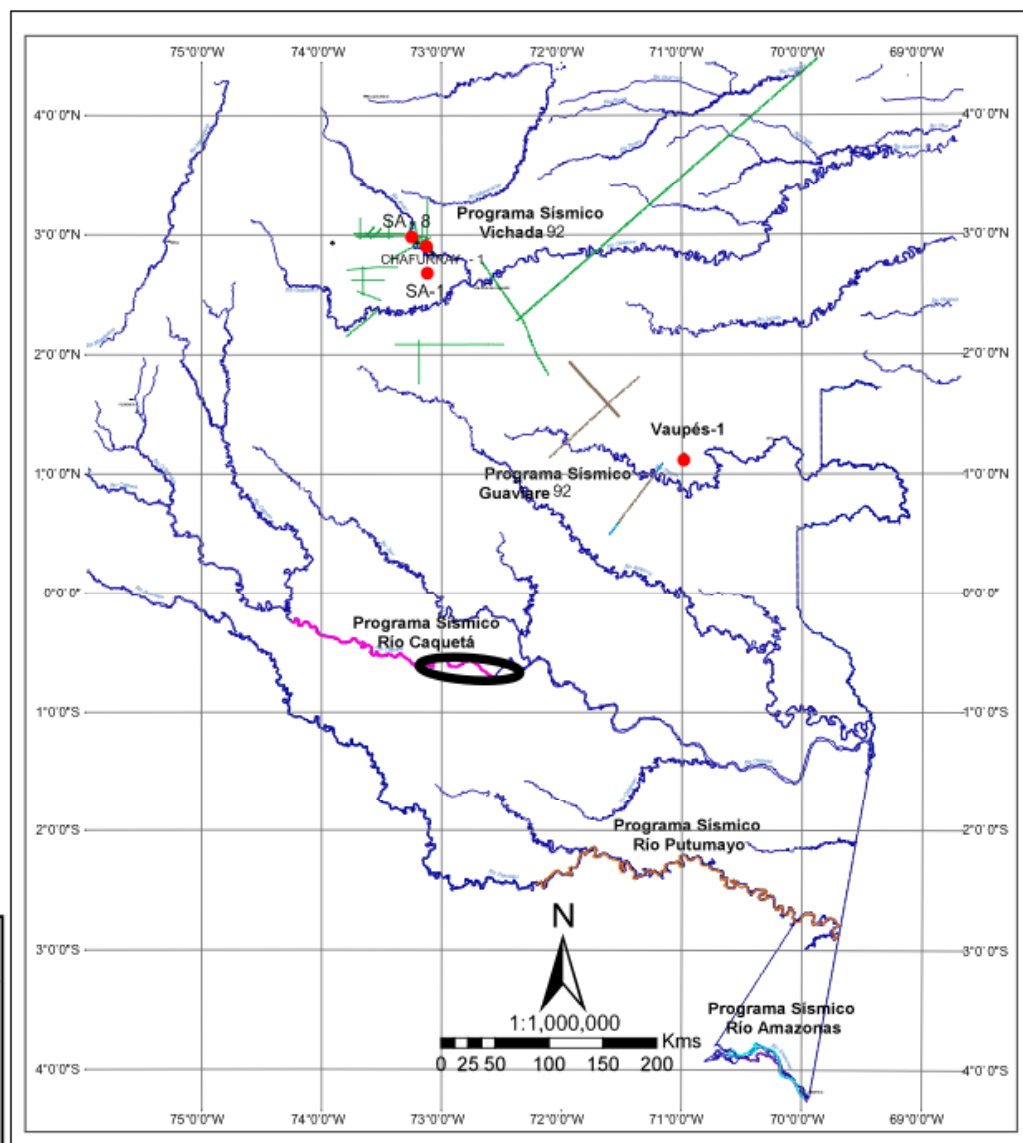 75°0'0"W 74°0'0"W 73°0'0"W 72°0'0"W 71°0'0"W 70°0'0"W 69°0'0"W
4°0'0"N 4°0'0"N
3°0'0"N 3°0'0"N
SA - 8
Programa Sísmico
Vichada 92
CHAFURRAY - 1
SA-1
2°0'0"N 2°0'0"N
Vaupés-1
1°0'0"N 1°0'0"N
Programa Sísmico
Guaviare 92
0°0'0" 0°0'0"
Programa Sísmico
Río Caquetá
1°0'0"S 1°0'0"S
2°0'0"S 2°0'0"S
Programa Sísmico
Río Putumayo
N
3°0'0"S 3°0'0"S
Programa Sísmico
Río Amazonas
1:1,000,000
Kms
0 25 50 100 150 200
4°0'0"S 4°0'0"S
75°0'0"W 74°0'0"W 73°0'0"W 72°0'0"W 71°0'0"W 70°0'0"W 69°0'0"W